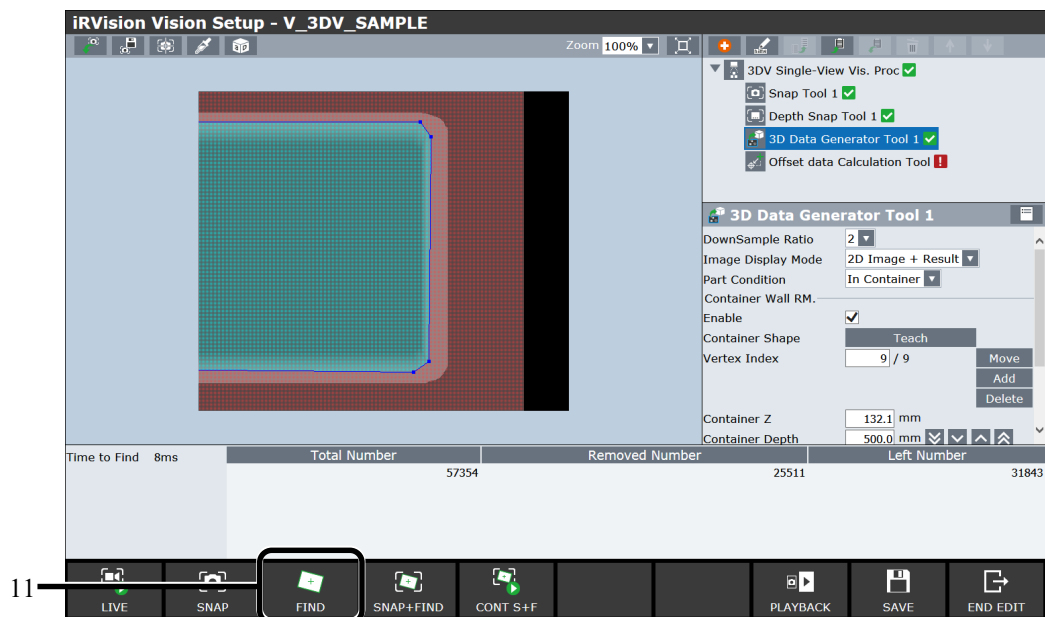 iRVision Vision Setup - V_3DV_SAMPLE
Zoom 100%
3DV Single-View Vis. Proc
Snap Tool 1
Depth Snap Tool 1
3D Data Generator Tool 1
Offset data Calculation Tool
3D Data Generator Tool 1
DownSample Ratio 2
Image Display Mode 2D Image + Result
Part Condition In Container
Container Wall RM.
Enable
Container Shape Teach
Vertex Index 9 / 9 Move
Add
Delete
Container Z 132.1 mm
Container Depth 500.0 mm
Time to Find 8ms Total Number Removed Number Left Number
57354 25511 31843
11
LIVE SNAP FIND SNAP+FIND CONT S+F PLAYBACK SAVE END EDIT